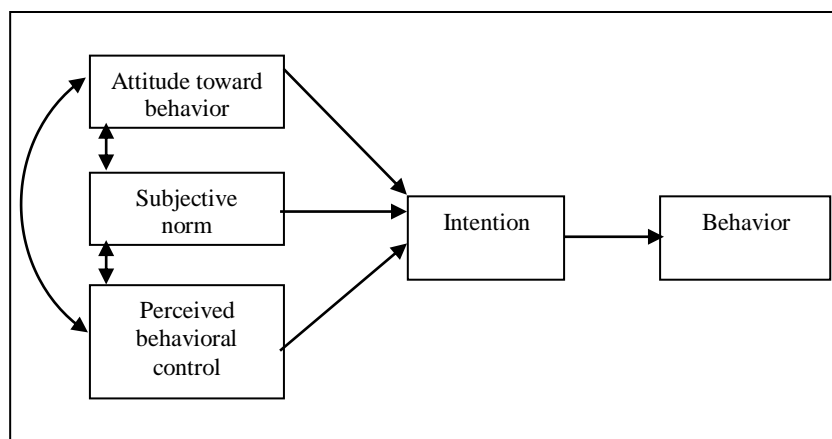 Attitude toward
behavior
Subjective
norm
Perceived
behavioral
control
Intention
Behavior